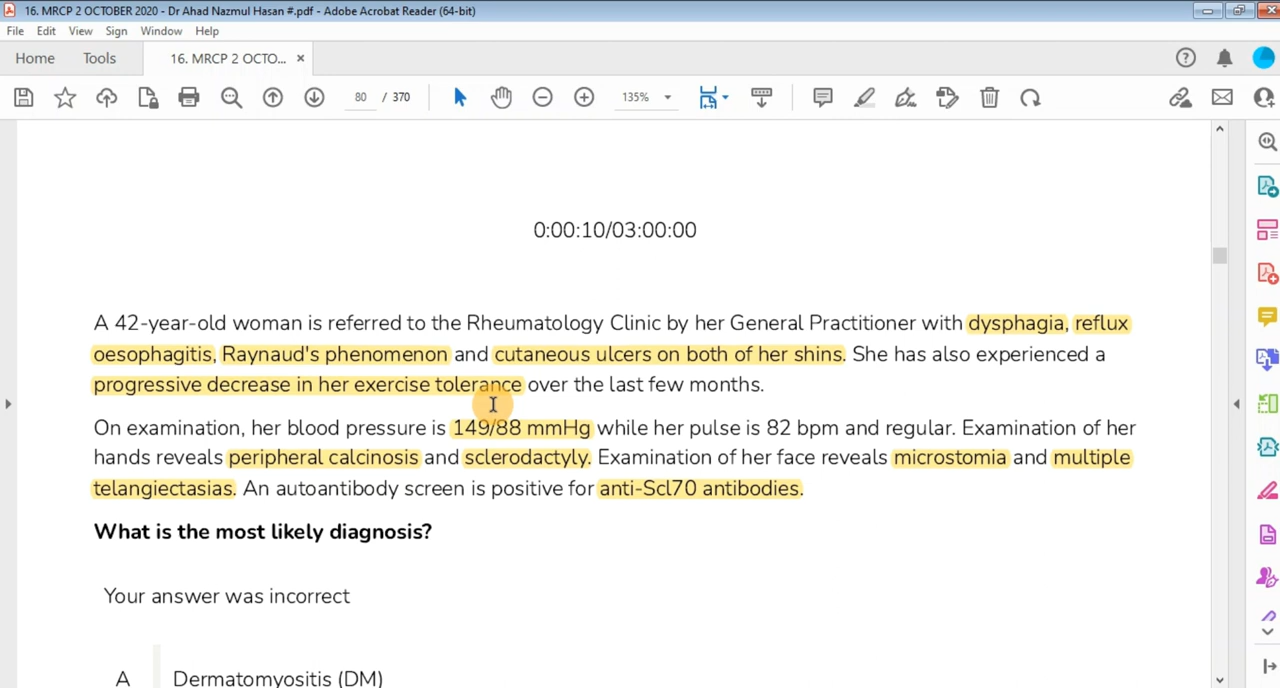 16. MRCP 2 OCTOBER 2020 - Dr Ahad Nazmul Hasan #.pdf - Adobe Acrobat Reader (64-bit)
File Edit View Sign Window Help
Home Tools 16. MRCP 2 OCTO... ×
80 / 370 135%
0:00:10/03:00:00
A 42-year-old woman is referred to the Rheumatology Clinic by her General Practitioner with dysphagia, reflux
oesophagitis, Raynaud's phenomenon and cutaneous ulcers on both of her shins. She has also experienced a
progressive decrease in her exercise tolerance over the last few months.
On examination, her blood pressure is 149/88 mmHg while her pulse is 82 bpm and regular. Examination of her
hands reveals peripheral calcinosis and sclerodactyly. Examination of her face reveals microstomia and multiple
telangiectasias. An autoantibody screen is positive for anti-Scl70 antibodies.
What is the most likely diagnosis?
Your answer was incorrect
A Dermatomyositis (DM)